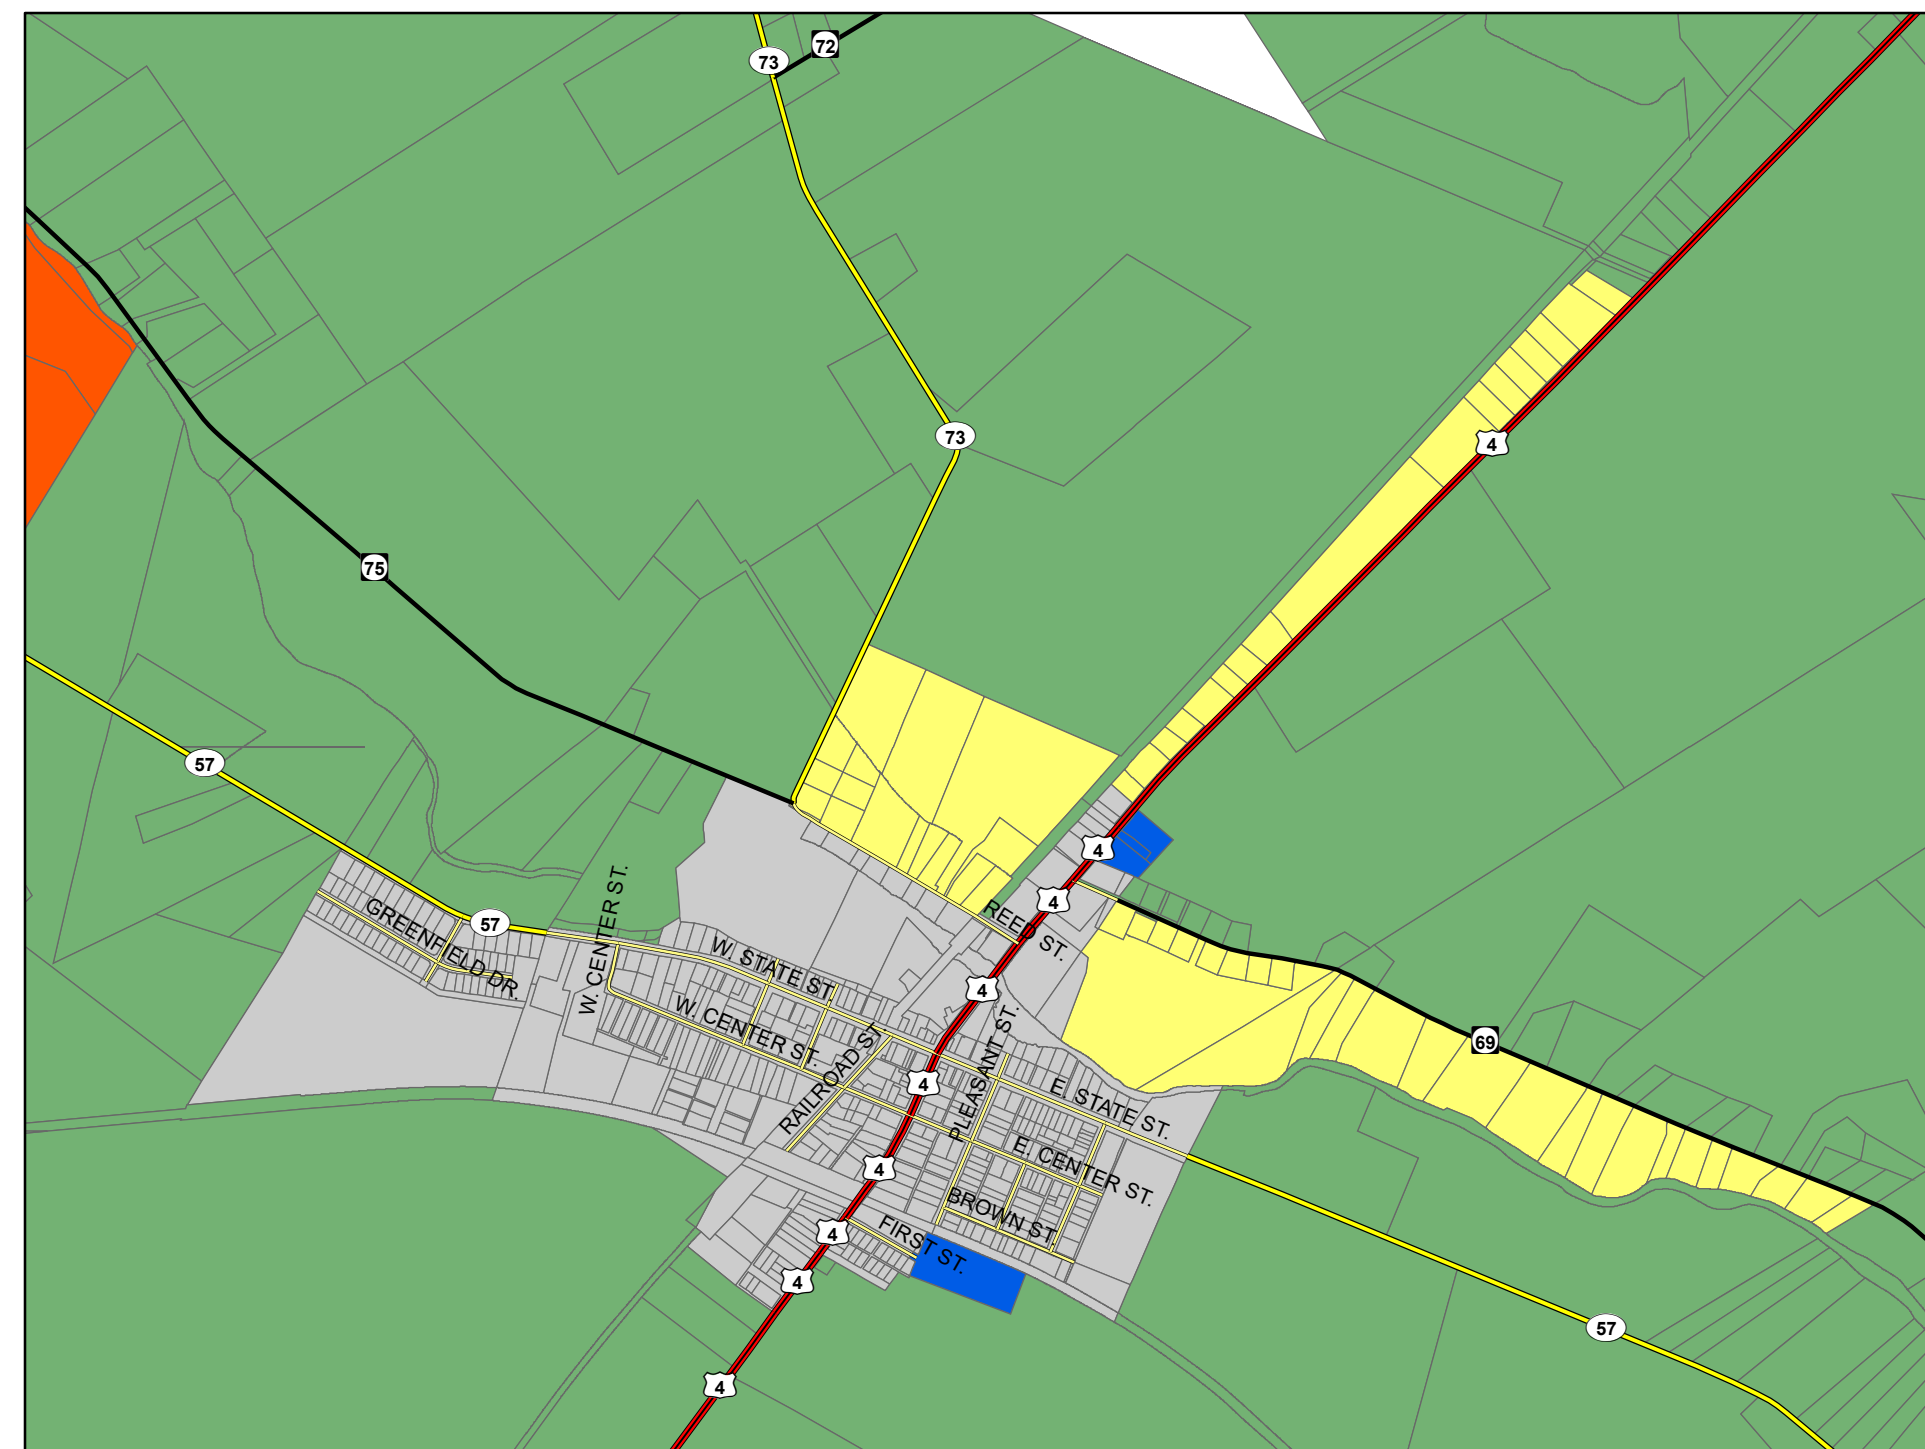 72
73
73
4
75
57
4
4
57
REED ST.
GREENFIELD DR.
W. CENTER ST.
W. STATE ST.
4
W. CENTER ST.
RAILROAD ST.
PLEASANT ST.
69
4
E. STATE ST.
E. CENTER ST.
4
BROWN ST.
4
FIRST ST.
4
57
4